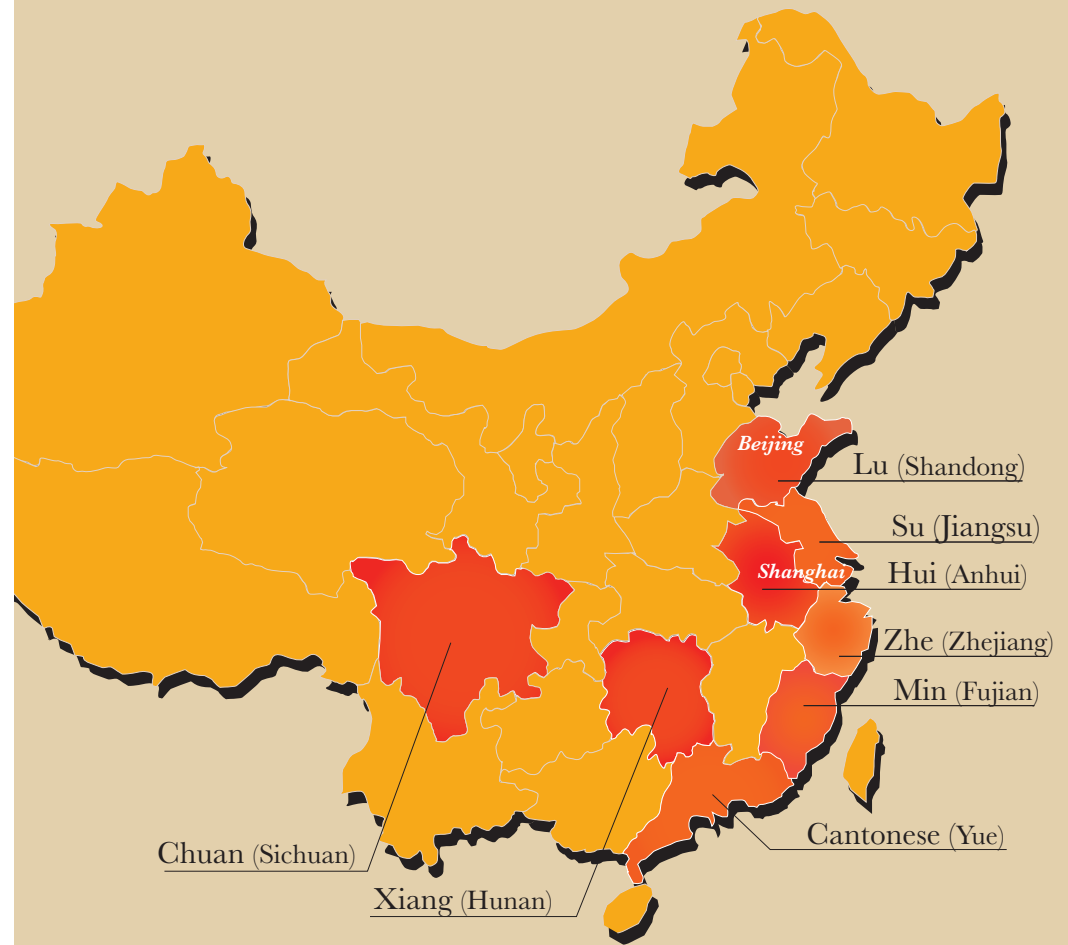 Beijing
Lu (Shandong)
Su (Jiangsu)
Shanghai
Hui (Anhui)
Zhe (Zhejiang)
Min (Fujian)
Cantonese (Yue)
Chuan (Sichuan)
Xiang (Hunan)